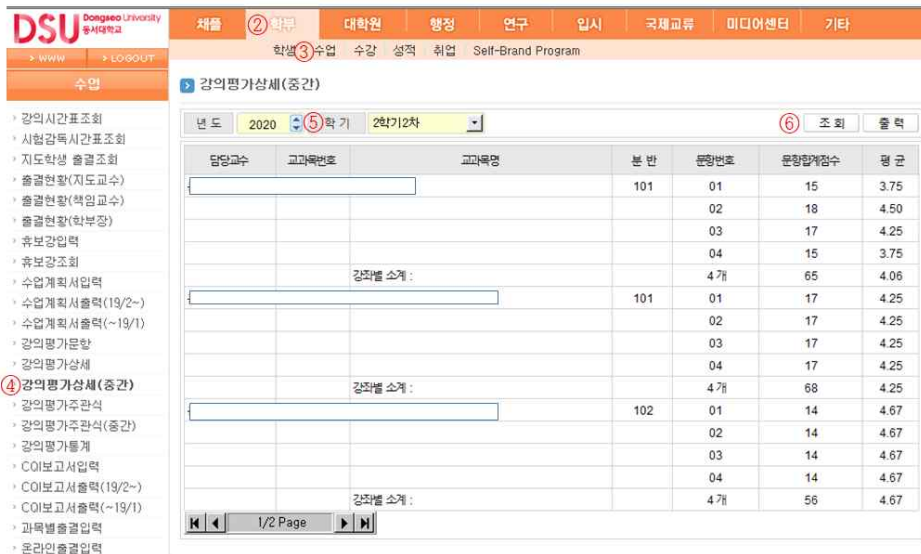 DSU Dongseo University
동서대학교
> WWW > LOGOUT
채플 ② 학부 대학원 행정 연구 입시 국제교류 미디어센터 기타
학생 ③ 수업 수강 성적 취업 Self-Brand Program
수업
강의시간표조회
시험감독시간표조회
지도학생 출결조회
출결현황(지도교수)
출결현황(책임교수)
출결현황(학부장)
휴보강입력
휴보강조회
수업계획서입력
수업계획서출력(19/2~)
수업계획서출력(~19/1)
강의평가문항
강의평가상세
④ 강의평가상세(중간)
강의평가주관식
강의평가주관식(중간)
강의평가통계
CQI보고서입력
CQI보고서출력(19/2~)
CQI보고서출력(~19/1)
과목별출결입력
온라인출결입력
강의평가상세(중간)
년 도 2020 ⑤ 학 기 2학기2차 ⑥ 조 회 출 력
담당교수 교과목번호 교과목명 분 반 문항번호 문항합계점수 평 균
101 01 15 3.75
02 18 4.50
03 17 4.25
04 15 3.75
강좌별 소계 : 4 개 65 4.06
101 01 17 4.25
02 17 4.25
03 17 4.25
04 17 4.25
강좌별 소계 : 4 개 68 4.25
102 01 14 4.67
02 14 4.67
03 14 4.67
04 14 4.67
강좌별 소계 : 4 개 56 4.67
1/2 Page